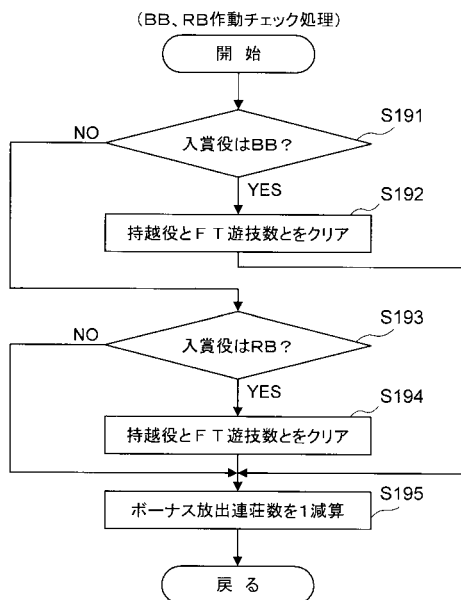 (BB、RB作動チェック処理)
開 始
S191
NO
入賞役はBB?
YES
S192
持越役とFT遊技数とをクリア
S193
NO
入賞役はRB?
YES
S194
持越役とFT遊技数とをクリア
S195
ボーナス放出連荘数を1減算
戻 る